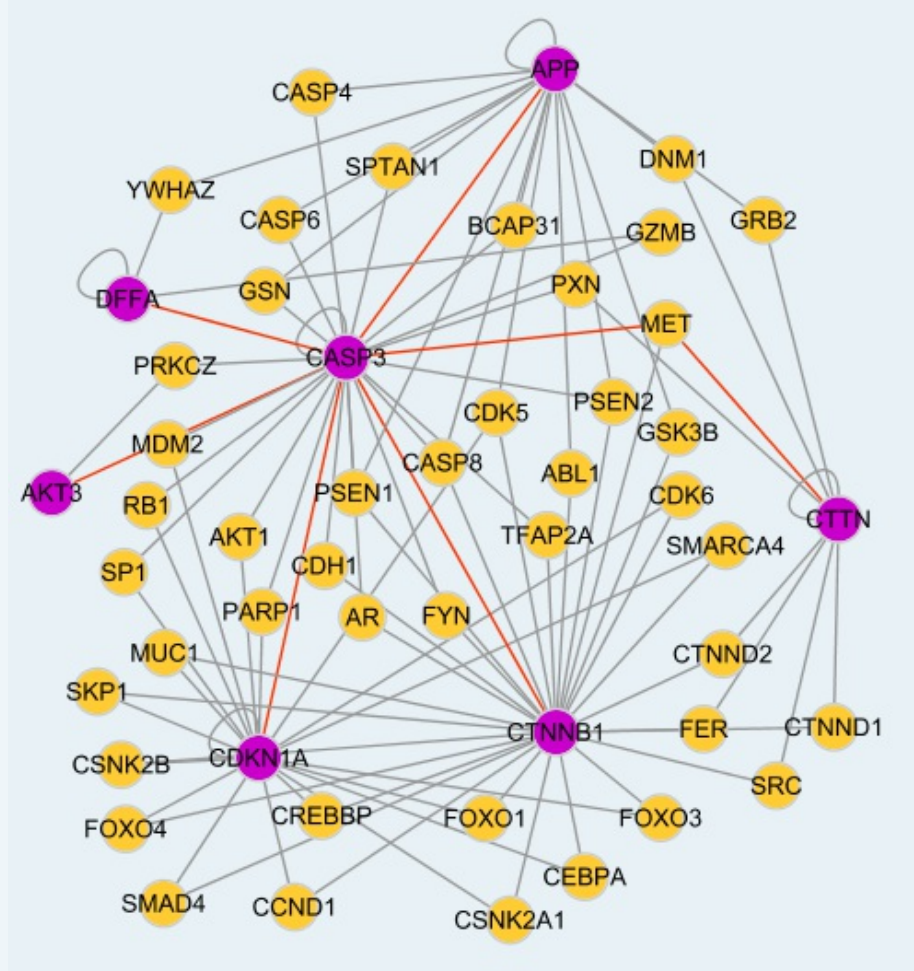 APP
CASP4
DNM1
SPTAN1
YWHAZ
CASP6
BCAP31
GZMB
GRB2
GSN
PXN
DFFA
MET
CASP3
PRKCZ
CDK5
PSEN2
GSK3B
MDM2
CASP8
ABL1
AKT3
PSEN1
CDK6
RB1
CTTN
AKT1
TFAP2A
SMARCA4
SP1
CDH1
PARP1
AR
FYN
MUC1
CTNND2
SKP1
CTNNB1
FER
CTNND1
CSNK2B
CDKN1A
SRC
FOXO4
CREBBP
FOXO1
FOXO3
CEBPA
SMAD4
CCND1
CSNK2A1